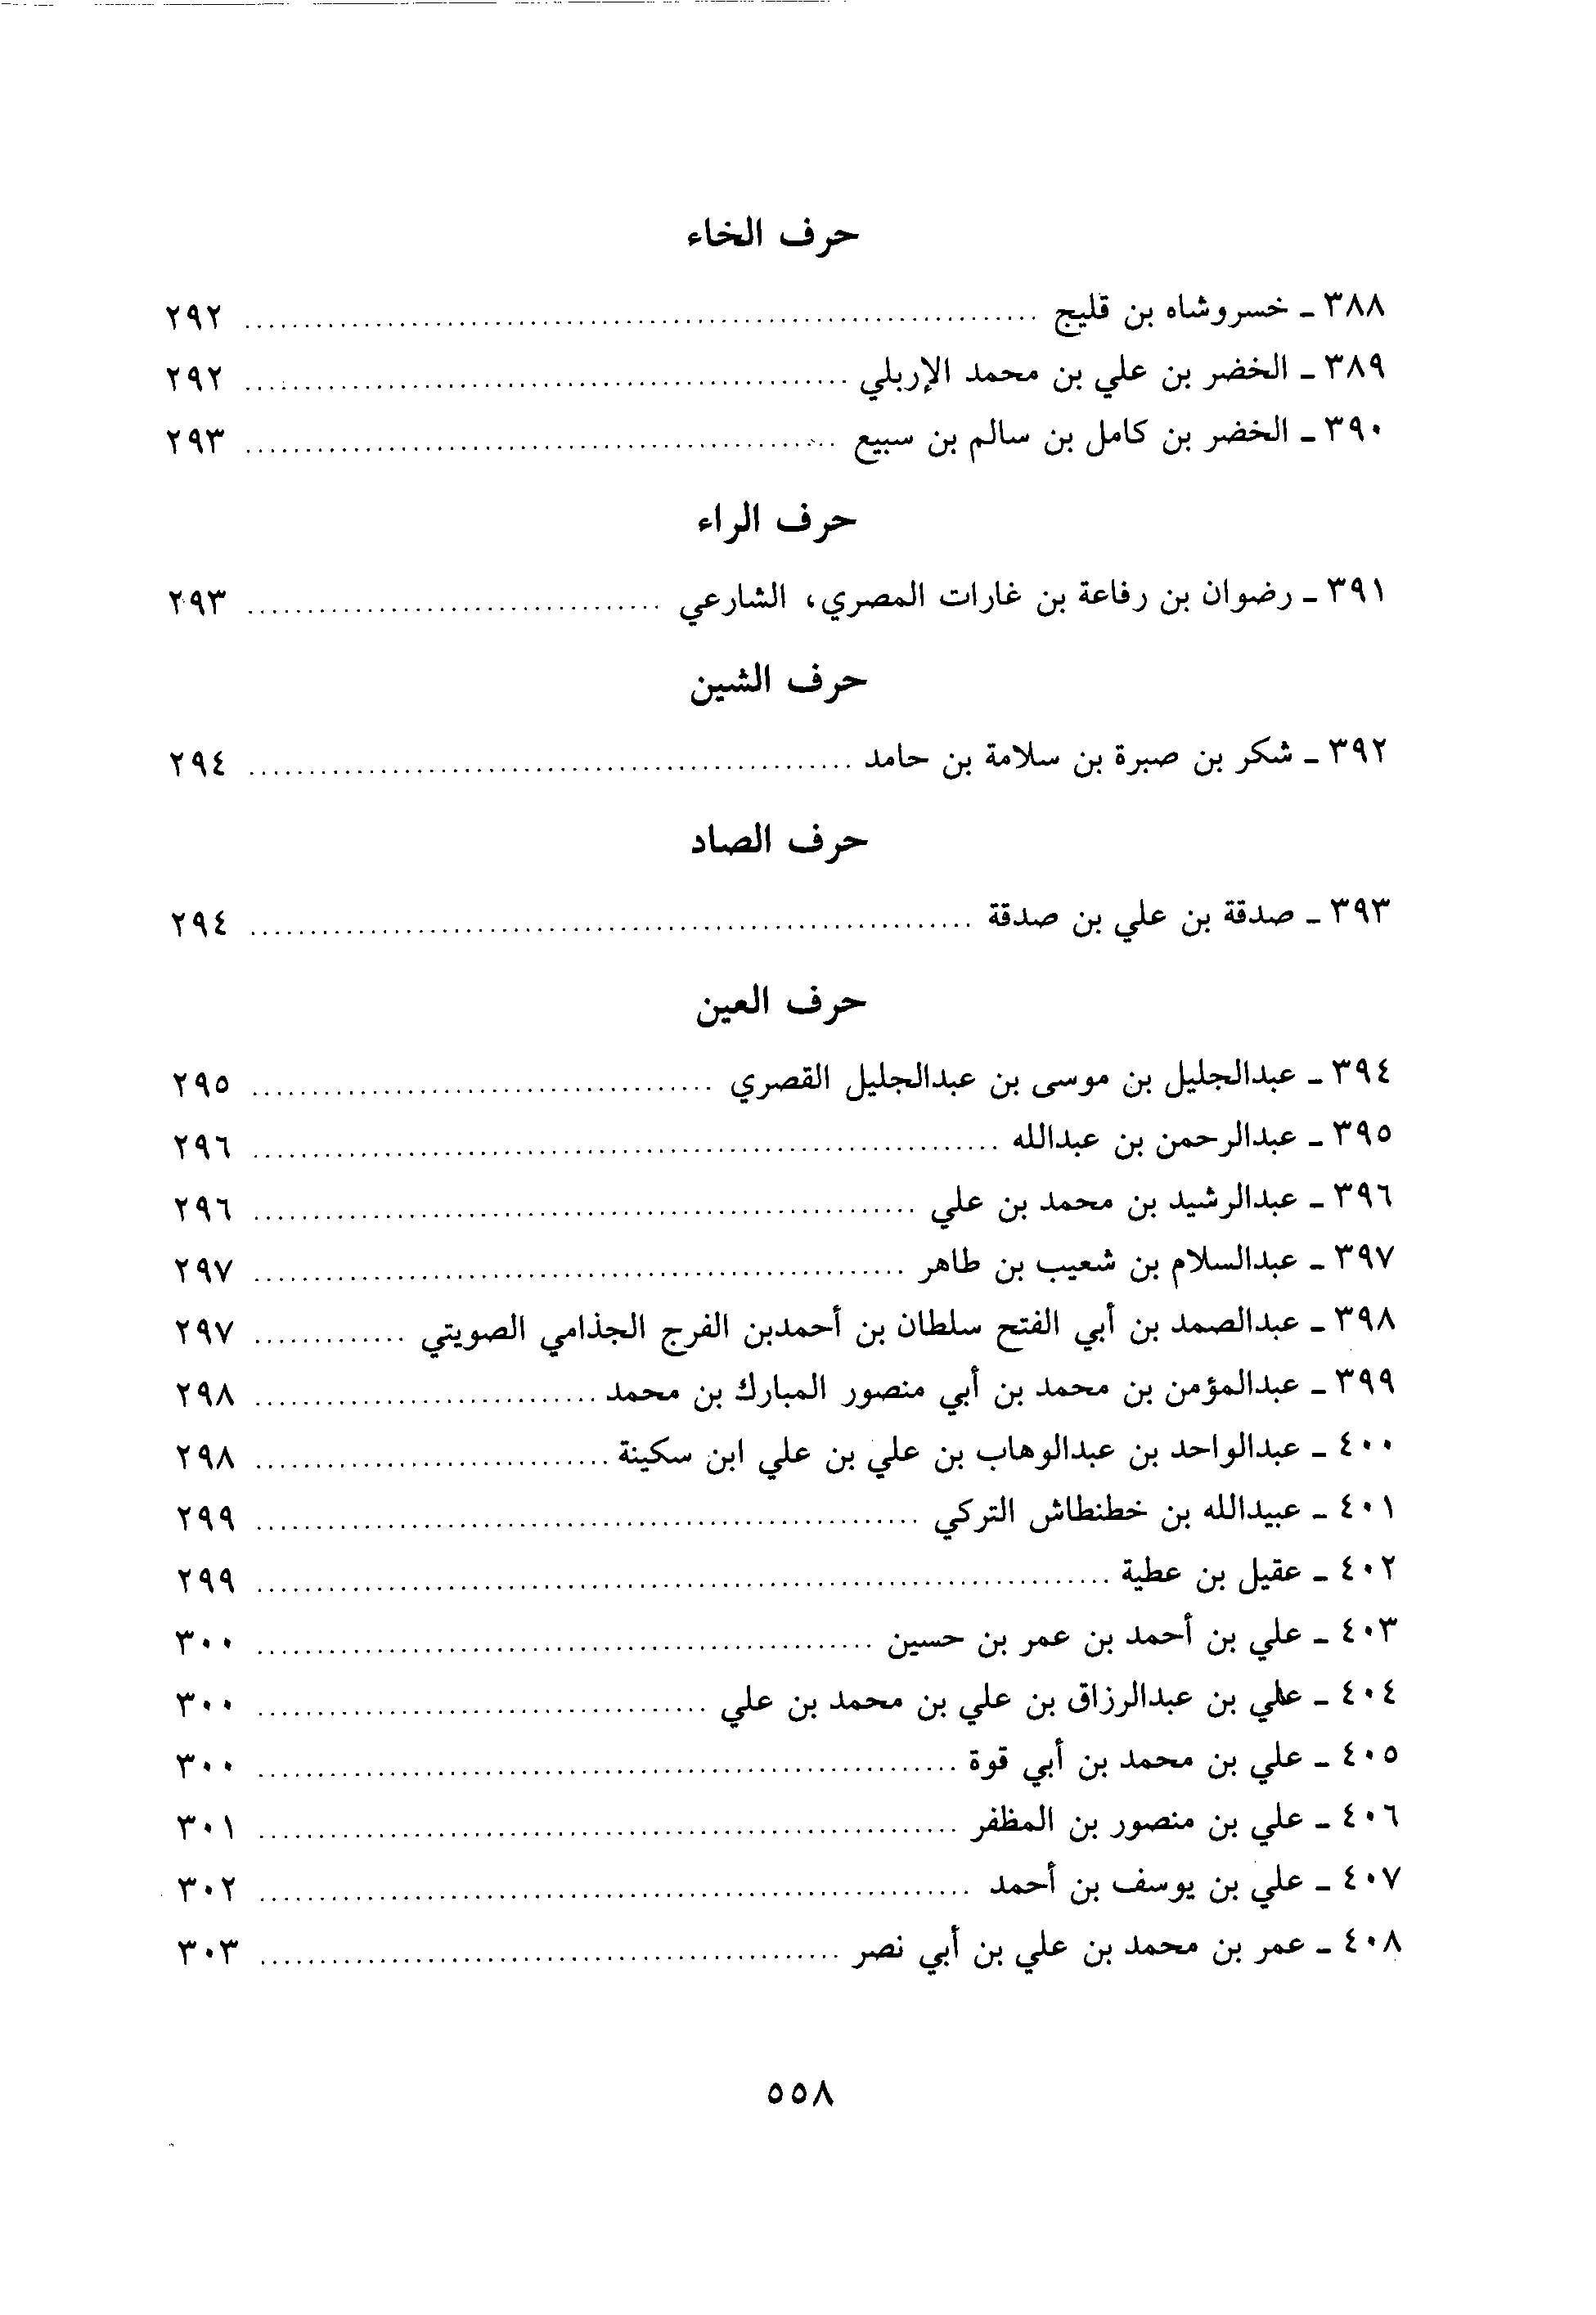 حرف الخاء
٣٨٨ ـ خسروشاه بن قليج ........ ٢٩٢
٣٨٩ ـ الخضر بن علي بن محمد الإربلي ........ ٢٩٢
٣٩٠ ـ الخضر بن كامل بن سالم بن سبيع ........ ٢٩٣
حرف الراء
٣٩١ ـ رضوان بن رفاعة بن غارات المصري، الشارعي ........ ٢٩٣
حرف الشين
٣٩٢ ـ شكر بن صبرة بن سلامة بن حامد ........ ٢٩٤
حرف الصاد
٣٩٣ ـ صدقة بن علي بن صدقة ........ ٢٩٤
حرف العين
٣٩٤ ـ عبدالجليل بن موسى بن عبدالجليل القصري ........ ٢٩٥
٣٩٥ ـ عبدالرحمن بن عبدالله ........ ٢٩٦
٣٩٦ ـ عبدالرشيد بن محمد بن علي ........ ٢٩٦
٣٩٧ ـ عبدالسلام بن شعيب بن طاهر ........ ٢٩٧
٣٩٨ ـ عبدالصمد بن أبي الفتح سلطان بن أحمدبن الفرج الجذامي الصويتي ........ ٢٩٧
٣٩٩ ـ عبدالمؤمن بن محمد بن أبي منصور المبارك بن محمد ........ ٢٩٨
٤٠٠ ـ عبدالواحد بن عبدالوهاب بن علي بن علي ابن سكينة ........ ٢٩٨
٤٠١ ـ عبيدالله بن خطنطاش التركي ........ ٢٩٩
٤٠٢ ـ عقيل بن عطية ........ ٢٩٩
٤٠٣ ـ علي بن أحمد بن عمر بن حسين ........ ٣٠٠
٤٠٤ ـ علي بن عبدالرزاق بن علي بن محمد بن علي ........ ٣٠٠
٤٠٥ ـ علي بن محمد بن أبي قوة ........ ٣٠٠
٤٠٦ ـ علي بن منصور بن المظفر ........ ٣٠١
٤٠٧ ـ علي بن يوسف بن أحمد ........ ٣٠٢
٤٠٨ ـ عمر بن محمد بن علي بن أبي نصر ........ ٣٠٣
٥٥٨